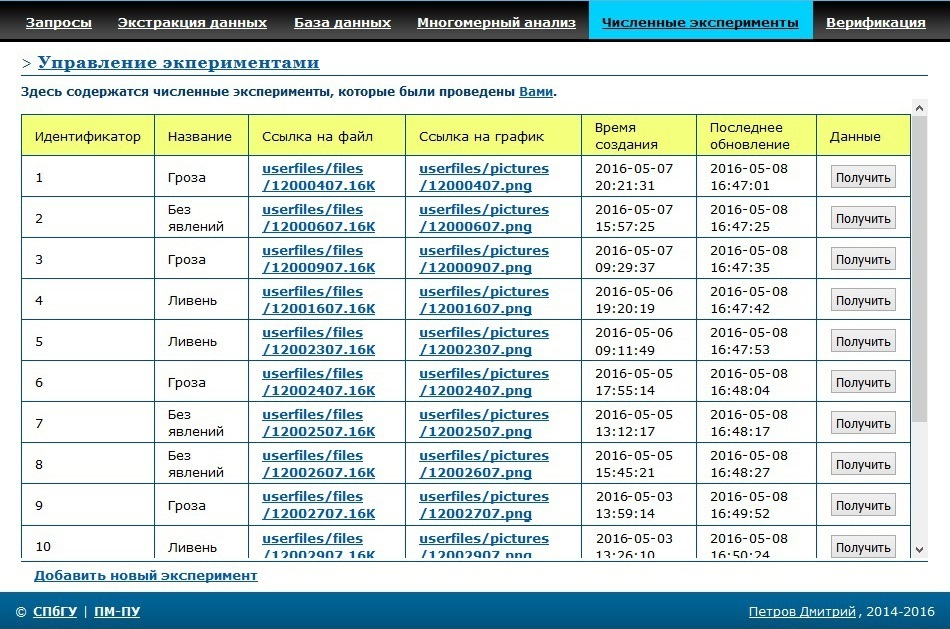 Запросы Экстракция данных База данных Многомерный анализ Численные эксперименты Верификация
> Управление экпериментами
Здесь содержатся численные эксперименты, которые были проведены Вами.
Идентификатор Название Ссылка на файл Ссылка на график Время создания Последнее обновление Данные
1 Гроза userfiles/files /12000407.16K userfiles/pictures /12000407.png 2016-05-07 20:21:31 2016-05-08 16:47:01 Получить
2 Без явлений userfiles/files /12000607.16K userfiles/pictures /12000607.png 2016-05-07 15:57:25 2016-05-08 16:47:25 Получить
3 Гроза userfiles/files /12000907.16K userfiles/pictures /12000907.png 2016-05-07 09:29:37 2016-05-08 16:47:35 Получить
4 Ливень userfiles/files /12001607.16K userfiles/pictures /12001607.png 2016-05-06 19:20:19 2016-05-08 16:47:42 Получить
5 Ливень userfiles/files /12002307.16K userfiles/pictures /12002307.png 2016-05-06 09:11:49 2016-05-08 16:47:53 Получить
6 Гроза userfiles/files /12002407.16K userfiles/pictures /12002407.png 2016-05-05 17:55:14 2016-05-08 16:48:04 Получить
7 Без явлений userfiles/files /12002507.16K userfiles/pictures /12002507.png 2016-05-05 13:12:17 2016-05-08 16:48:17 Получить
8 Без явлений userfiles/files /12002607.16K userfiles/pictures /12002607.png 2016-05-05 15:45:21 2016-05-08 16:48:27 Получить
9 Гроза userfiles/files /12002707.16K userfiles/pictures /12002707.png 2016-05-03 13:59:14 2016-05-08 16:49:52 Получить
10 Ливень userfiles/files /12002907.16K userfiles/pictures /12002907.png 2016-05-03 13:26:10 2016-05-08 16:50:24 Получить
Добавить новый эксперимент
© СПбГУ | ПМ-ПУ Петров Дмитрий, 2014-2016